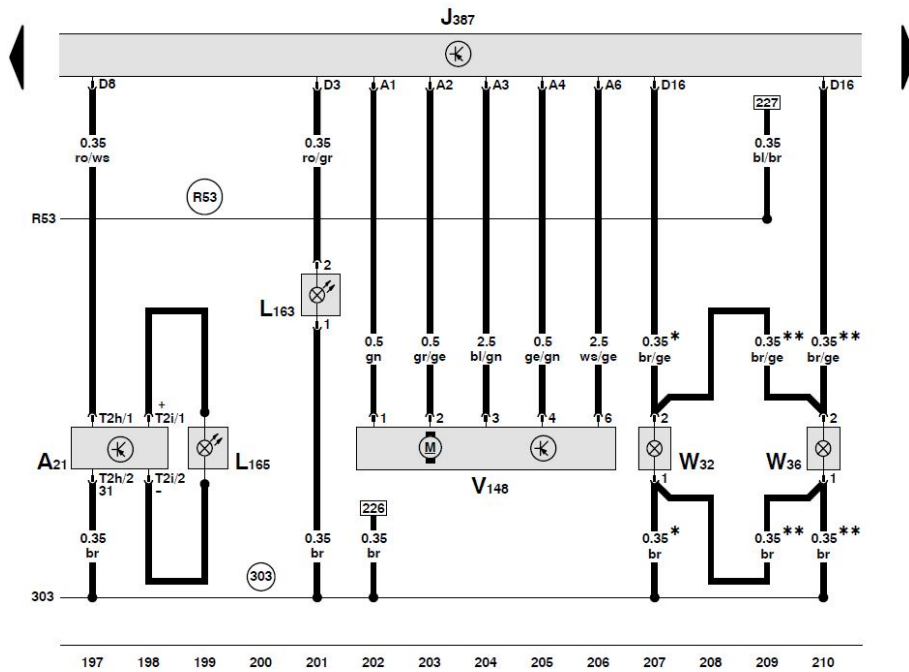 J387
D8 D3 A1 A2 A3 A4 A6 D16 D16
227
0.35 0.35 0.35
ro/ws ro/gr bl/br
R53
R53
2
L163
1
0.5 0.5 2.5 0.5 2.5 0.35* 0.35** 0.35**
gn gr/ge bl/gn ge/gn ws/ge br/ge br/ge br/ge
+
T2h/1 T2i/1 1 2 3 4 6 2 2
M
A21 L165 W32 W36
T2h/2 T2i/2 1 1
31 -
V148
226
0.35 0.35 0.35 0.35* 0.35** 0.35**
br br br br br br
303
303
197 198 199 200 201 202 203 204 205 206 207 208 209 210